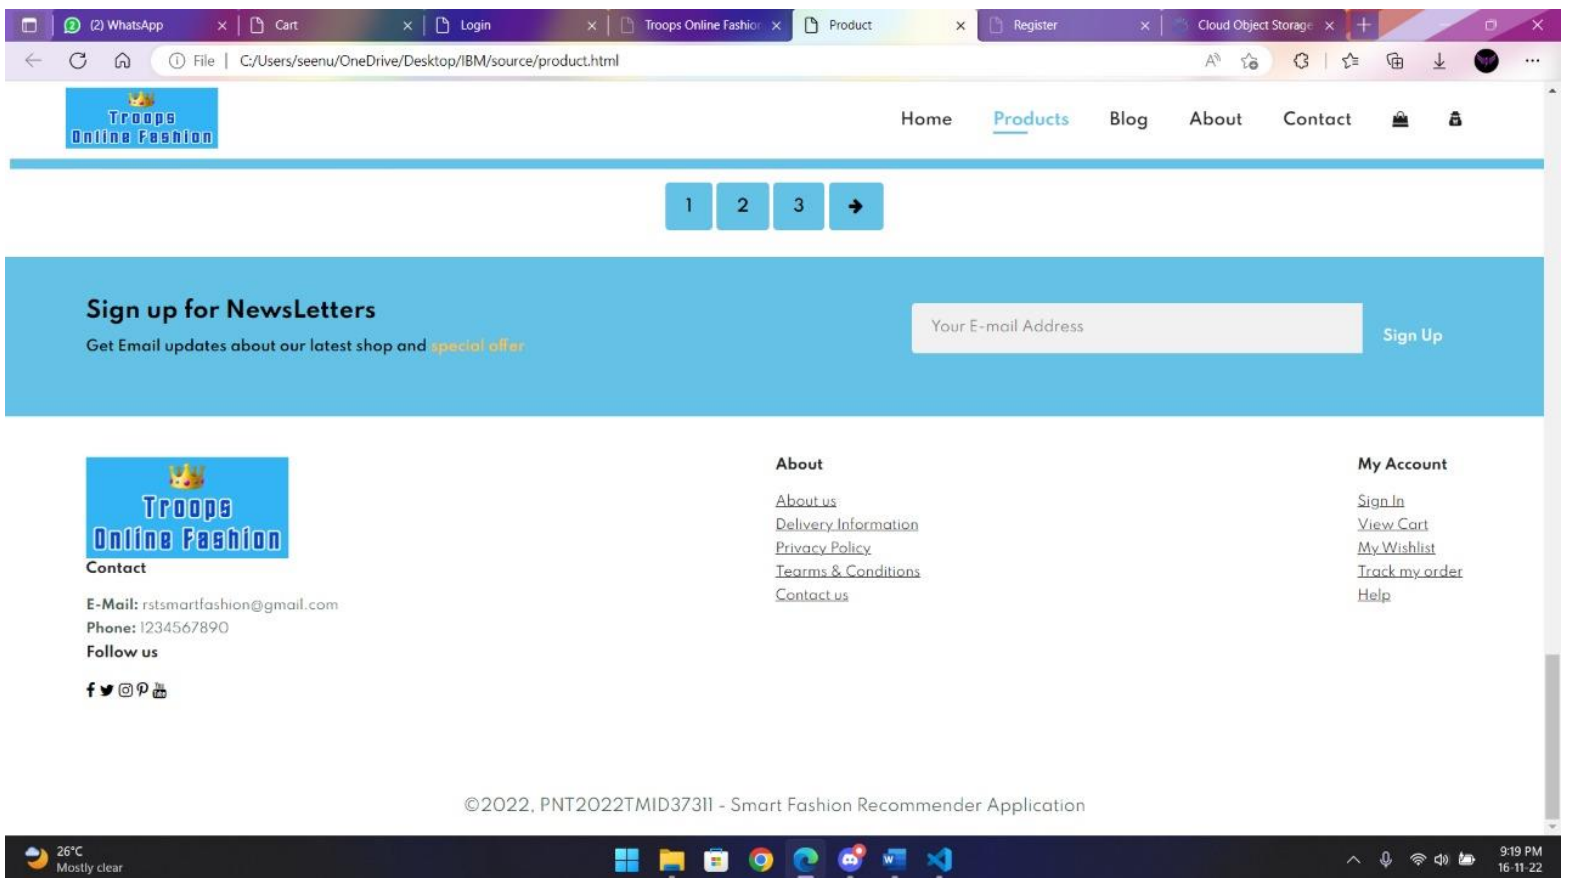 (2) WhatsApp
Cart
Login
Troops Online Fashion
Product
Register
Cloud Object Storage
File | C:/Users/seenu/OneDrive/Desktop/IBM/source/product.html
Troops
Online Fashion
Home Products Blog About Contact
1 2 3
Sign up for NewsLetters
Get Email updates about our latest shop and special offer
Your E-mail Address
Sign Up
Troops
Online Fashion
Contact
E-Mail: rstsmartfashion@gmail.com
Phone: 1234567890
Follow us
About
About us
Delivery Information
Privacy Policy
Tearms & Conditions
Contact us
My Account
Sign In
View Cart
My Wishlist
Track my order
Help
©2022, PNT2022TMID37311 - Smart Fashion Recommender Application
26°C
Mostly clear
9:19 PM
16-11-22